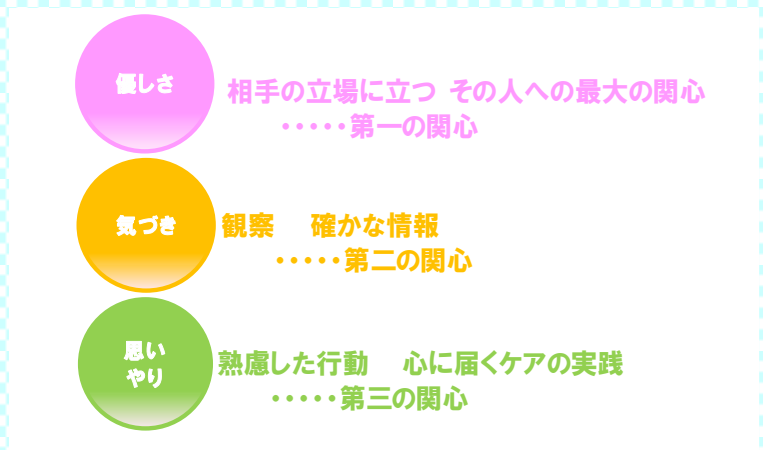 優しさ
相手の立場に立つ その人への最大の関心
・・・・・第一の関心
気づき
観察　確かな情報
・・・・・第二の関心
思い
やり
熟慮した行動　心に届くケアの実践
・・・・・第三の関心